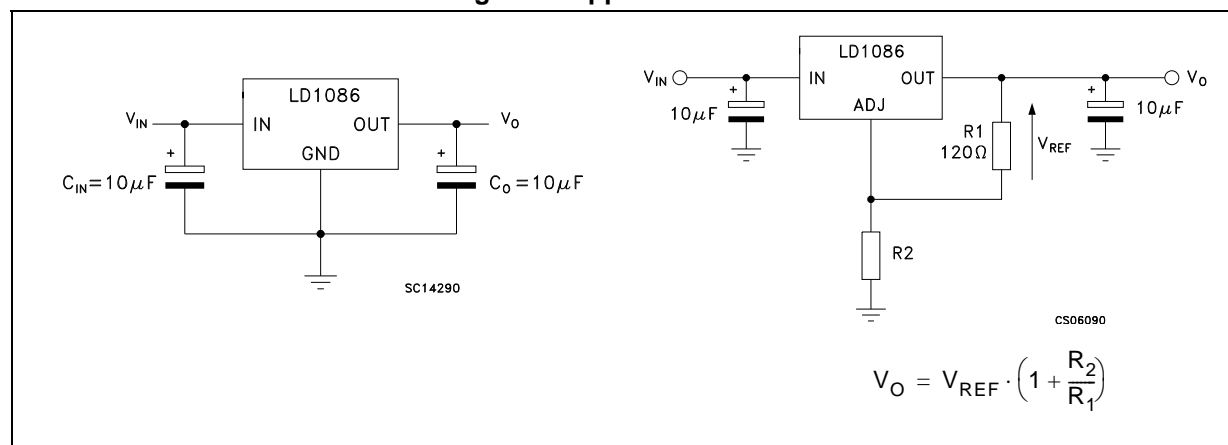 LD1086
V_IN
IN
OUT
V_O
GND
+
+
C_IN=10μF
C_O=10μF
SC14290
LD1086
V_IN
IN
OUT
V_O
ADJ
+
10μF
R1
120Ω
V_REF
+
10μF
R2
CS06090
V_O = V_REF · (1 + R_2/R_1)